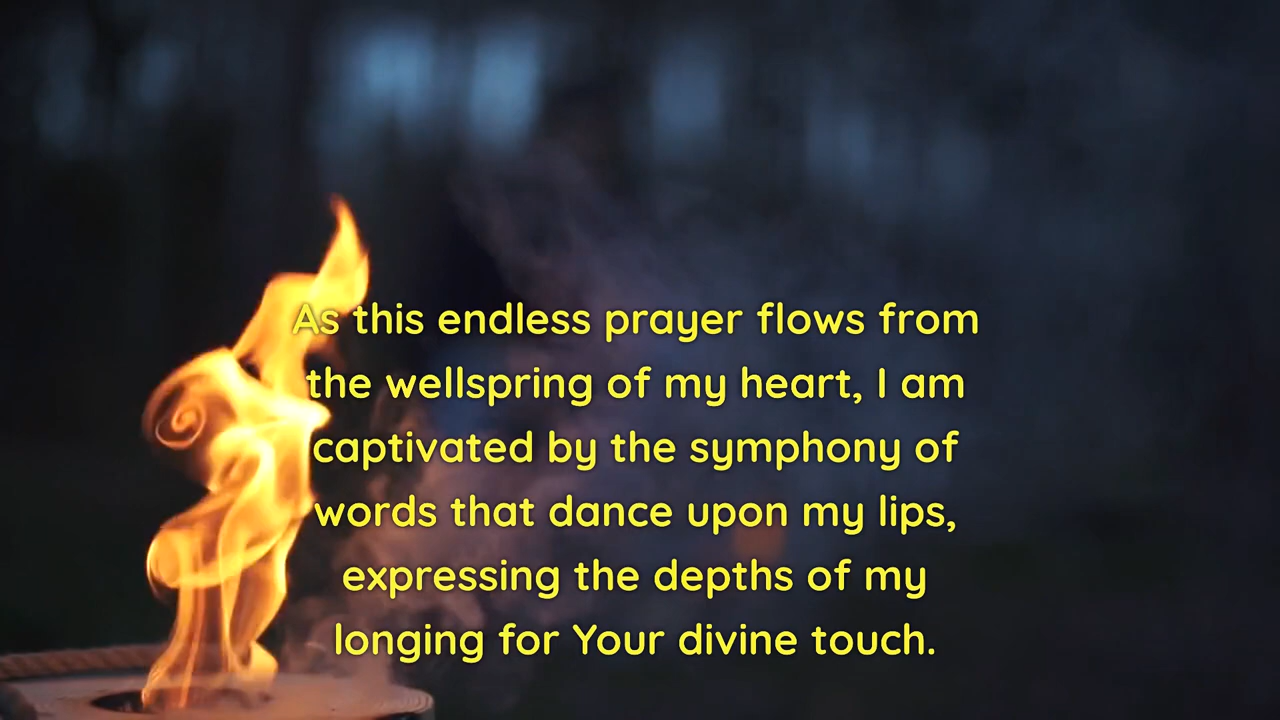 As this endless prayer flows from
the wellspring of my heart, I am
captivated by the symphony of
words that dance upon my lips,
expressing the depths of my
longing for Your divine touch.